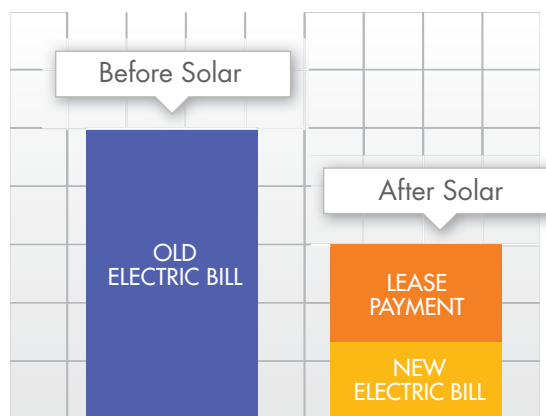 Before Solar
After Solar
OLD
ELECTRIC BILL
LEASE
PAYMENT
NEW
ELECTRIC BILL